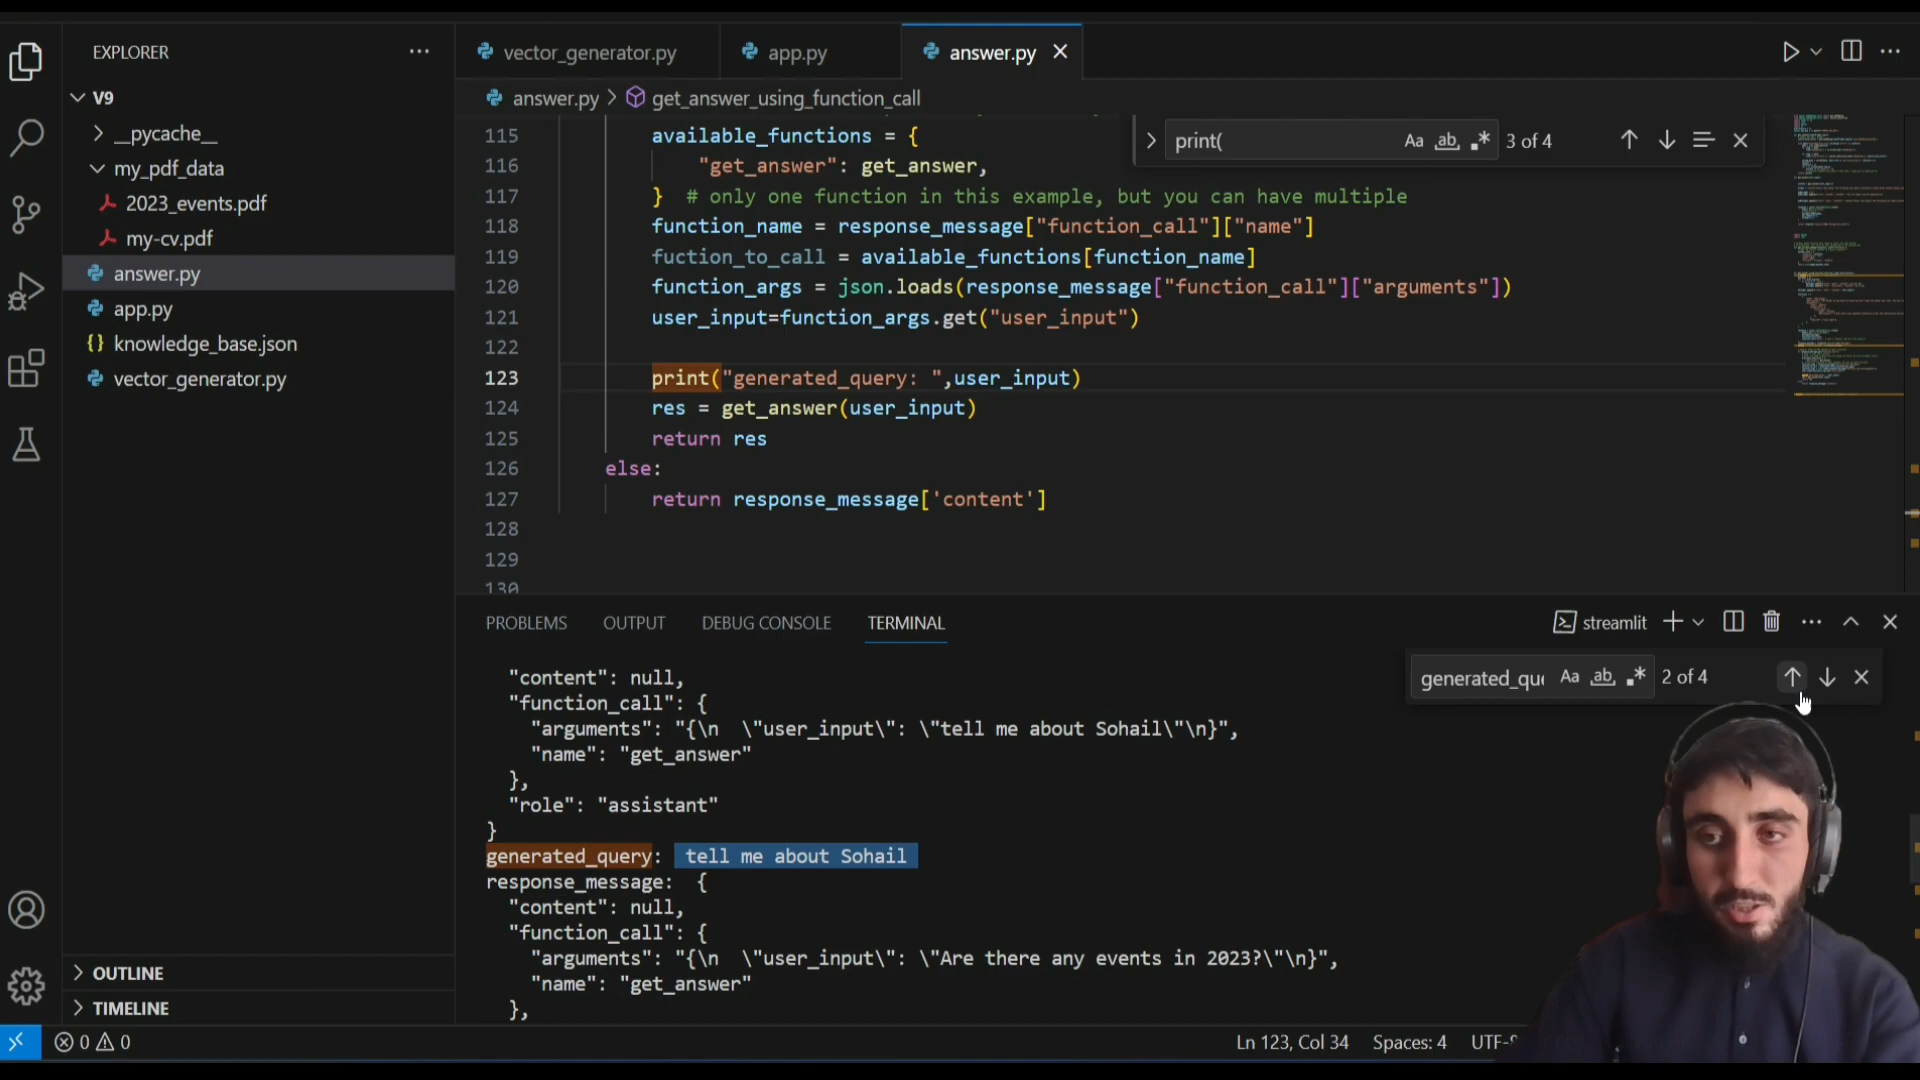 EXPLORER
V9
__pycache__
my_pdf_data
2023_events.pdf
my-cv.pdf
answer.py
app.py
{} knowledge_base.json
vector_generator.py
OUTLINE
TIMELINE
vector_generator.py
app.py
answer.py
answer.py > get_answer_using_function_call
print(
Aa ab 3 of 4
115 available_functions = {
116 "get_answer": get_answer,
117 } # only one function in this example, but you can have multiple
118 function_name = response_message["function_call"]["name"]
119 fuction_to_call = available_functions[function_name]
120 function_args = json.loads(response_message["function_call"]["arguments"])
121 user_input=function_args.get("user_input")
122
123 print("generated_query: ",user_input)
124 res = get_answer(user_input)
125 return res
126 else:
127 return response_message['content']
128
129
130
PROBLEMS OUTPUT DEBUG CONSOLE TERMINAL
streamlit
generated_que Aa ab 2 of 4
"content": null,
"function_call": {
"arguments": "{\n  \"user_input\": \"tell me about Sohail\"\n}",
"name": "get_answer"
},
"role": "assistant"
}
generated_query:  tell me about Sohail
response_message:  {
"content": null,
"function_call": {
"arguments": "{\n  \"user_input\": \"Are there any events in 2023?\"\n}",
"name": "get_answer"
},
0 0
Ln 123, Col 34 Spaces: 4